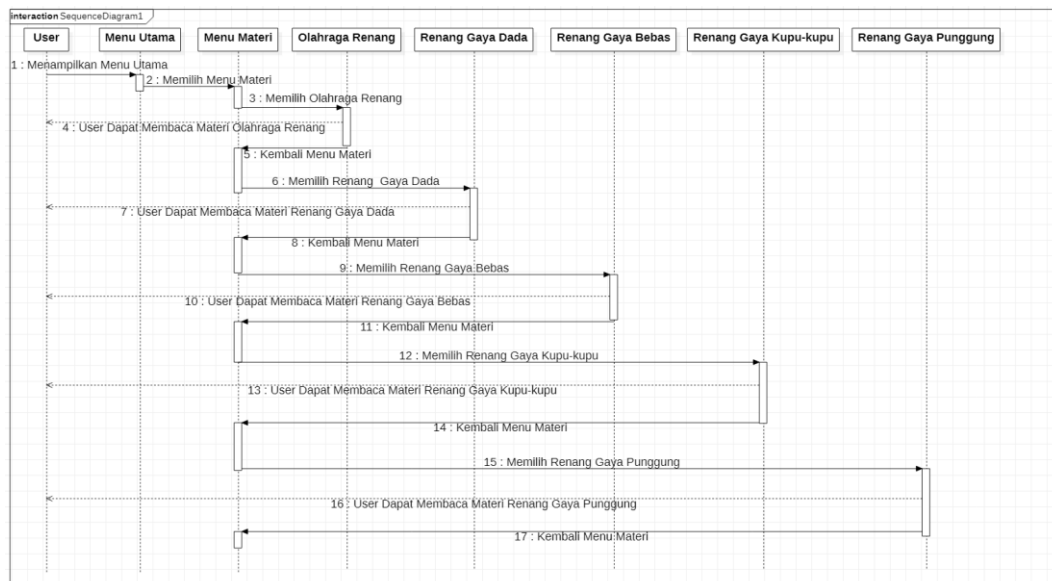 interaction SequenceDiagram1
User
Menu Utama
Menu Materi
Olahraga Renang
Renang Gaya Dada
Renang Gaya Bebas
Renang Gaya Kupu-kupu
Renang Gaya Punggung
1 : Menampilkan Menu Utama
2 : Memilih Menu Materi
3 : Memilih Olahraga Renang
4 : User Dapat Membaca Materi Olahraga Renang
5 : Kembali Menu Materi
6 : Memilih Renang Gaya Dada
7 : User Dapat Membaca Materi Renang Gaya Dada
8 : Kembali Menu Materi
9 : Memilih Renang Gaya Bebas
10 : User Dapat Membaca Materi Renang Gaya Bebas
11 : Kembali Menu Materi
12 : Memilih Renang Gaya Kupu-kupu
13 : User Dapat Membaca Materi Renang Gaya Kupu-kupu
14 : Kembali Menu Materi
15 : Memilih Renang Gaya Punggung
16 : User Dapat Membaca Materi Renang Gaya Punggung
17 : Kembali Menu Materi